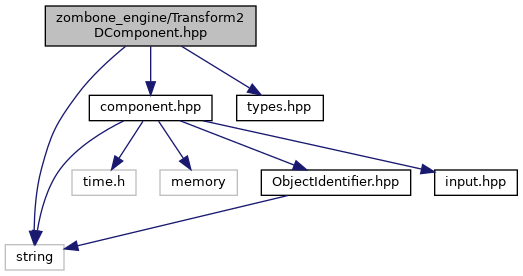 zombone_engine/Transform2
DComponent.hpp
component.hpp
types.hpp
time.h
memory
ObjectIdentifier.hpp
input.hpp
string